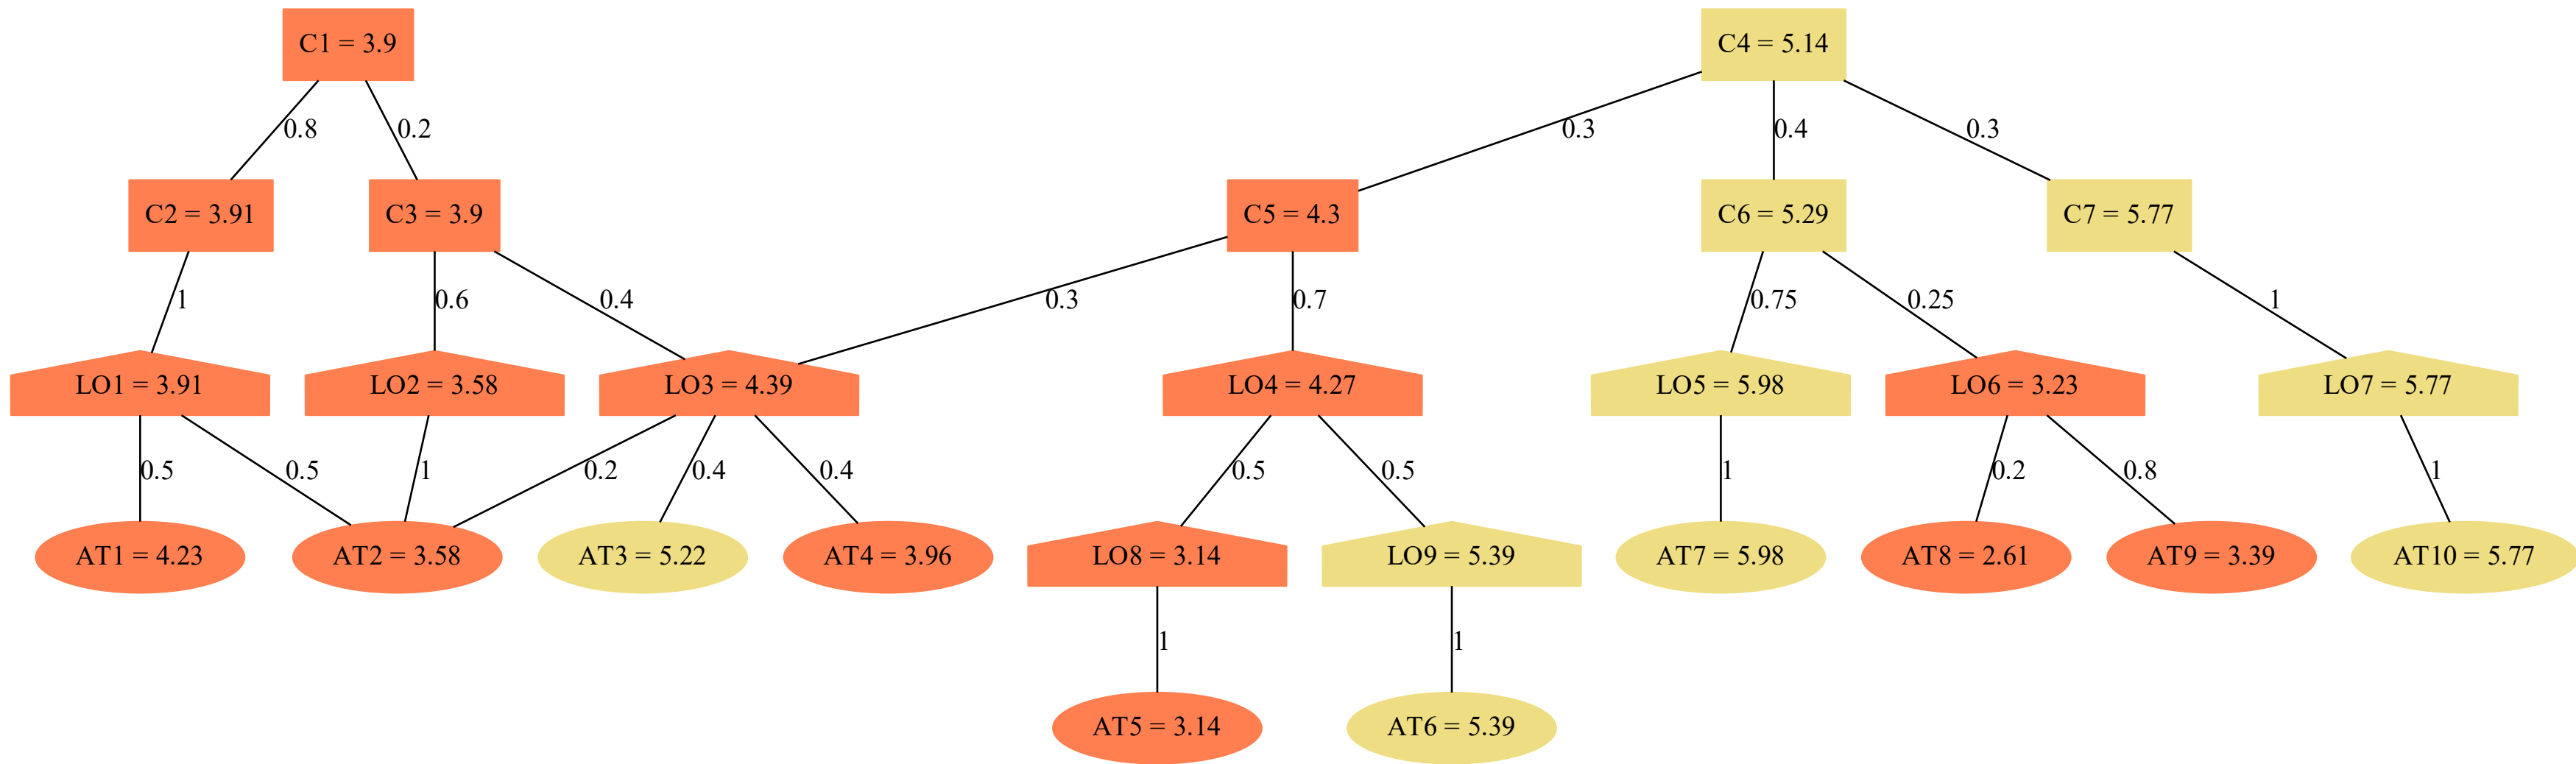 C1 = 3.9
C4 = 5.14
0.8
0.2
0.3
0.4
0.3
C2 = 3.91
C3 = 3.9
C5 = 4.3
C6 = 5.29
C7 = 5.77
1
0.6
0.4
0.3
0.7
0.75
0.25
1
LO1 = 3.91
LO2 = 3.58
LO3 = 4.39
LO4 = 4.27
LO5 = 5.98
LO6 = 3.23
LO7 = 5.77
0.5
0.5
1
0.2
0.4
0.4
0.5
0.5
1
0.2
0.8
1
AT1 = 4.23
AT2 = 3.58
AT3 = 5.22
AT4 = 3.96
LO8 = 3.14
LO9 = 5.39
AT7 = 5.98
AT8 = 2.61
AT9 = 3.39
AT10 = 5.77
1
1
AT5 = 3.14
AT6 = 5.39